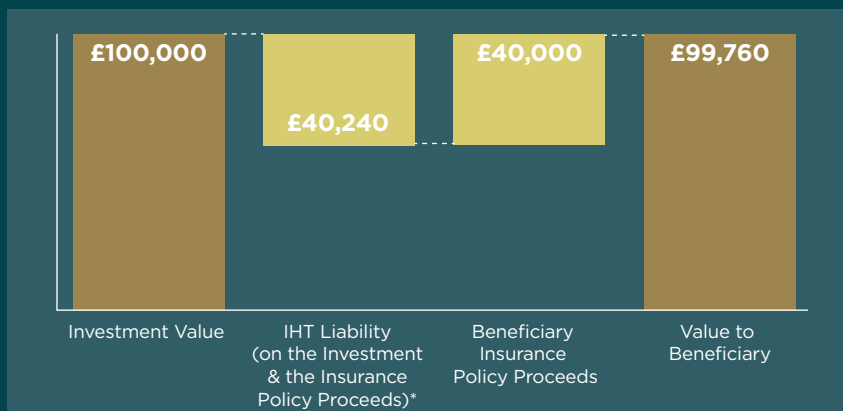 £100,000
£40,240
£40,000
£99,760
Investment Value
IHT Liability
(on the Investment
& the Insurance
Policy Proceeds)*
Beneficiary
Insurance
Policy Proceeds
Value to
Beneficiary